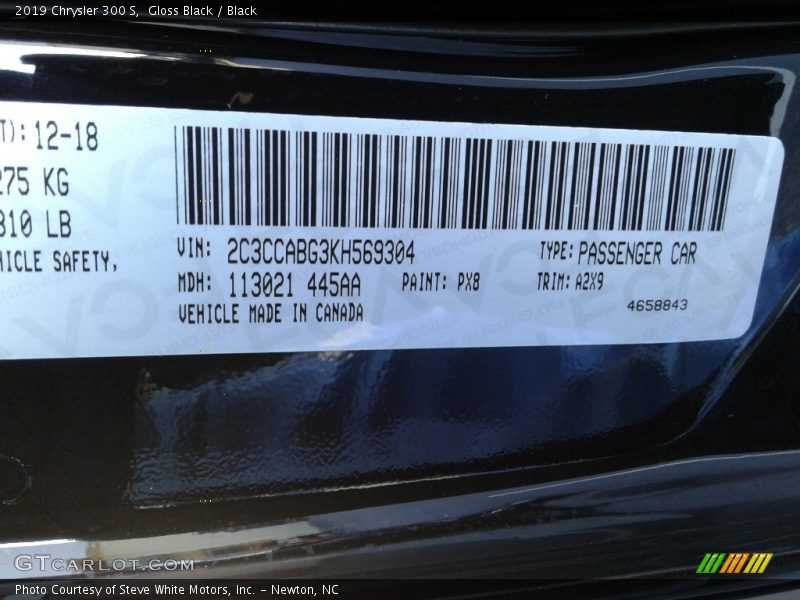 2019 Chrysler 300 S, Gloss Black / Black
T): 12-18
275 KG
310 LB
HICLE SAFETY,
VIN: 2C3CCABG3KH569304 TYPE: PASSENGER CAR
MDH: 113021 445AA PAINT: PX8 TRIM: A2X9
VEHICLE MADE IN CANADA 4658843
GTCARLOT.COM
Photo Courtesy of Steve White Motors, Inc. – Newton, NC